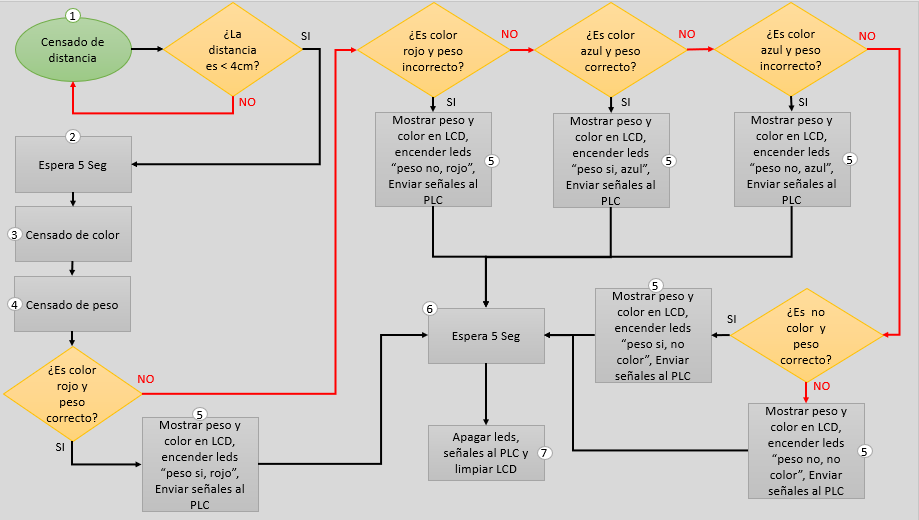 1
Censado de
distancia
¿La
distancia
es < 4cm?
SI
NO
2
Espera 5 Seg
3
Censado de color
4
Censado de peso
¿Es color
rojo y
peso
correcto?
NO
SI
5
Mostrar peso y
color en LCD,
encender leds
“peso si, rojo”,
Enviar señales al
PLC
¿Es color
rojo y peso
incorrecto?
NO
SI
Mostrar peso y
color en LCD,
encender leds
“peso no, rojo”,
Enviar señales al
PLC
5
¿Es color
azul y peso
correcto?
NO
SI
Mostrar peso y
color en LCD,
encender leds
“peso si, azul”,
Enviar señales al
PLC
5
¿Es color
azul y peso
incorrecto?
NO
SI
Mostrar peso y
color en LCD,
encender leds
“peso no, azul”,
Enviar señales al
PLC
5
¿Es no
color y
peso
correcto?
SI
NO
5
Mostrar peso y
color en LCD,
encender leds
“peso si, no
color”, Enviar
señales al PLC
Mostrar peso y
color en LCD,
encender leds
“peso no, no
color”, Enviar
señales al PLC
5
6
Espera 5 Seg
Apagar leds,
señales al PLC y
limpiar LCD
7